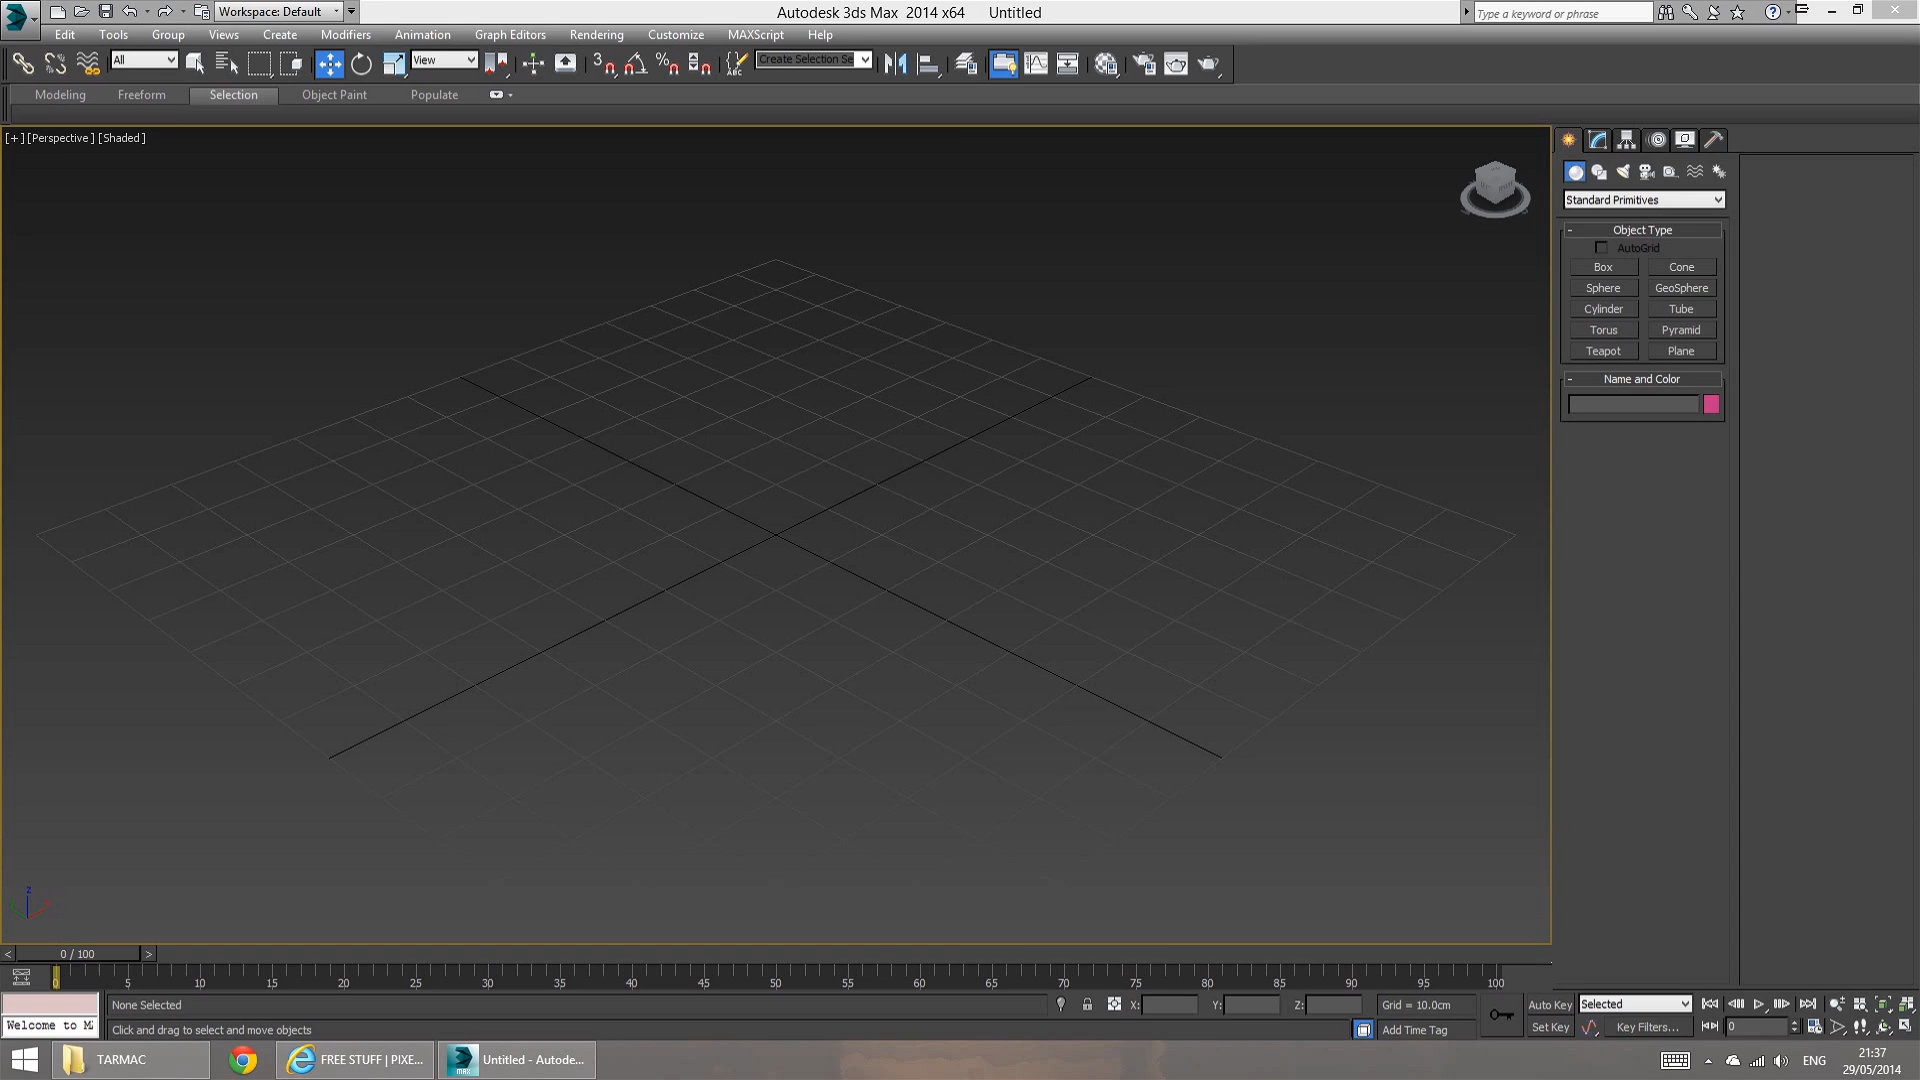 Workspace: Default
Autodesk 3ds Max 2014 x64 Untitled
Type a keyword or phrase
Edit Tools Group Views Create Modifiers Animation Graph Editors Rendering Customize MAXScript Help
All
View
3
%
ABC
Create Selection Se
Modeling Freeform Selection Object Paint Populate
[+] [Perspective] [Shaded]
Standard Primitives
- Object Type
AutoGrid
Box Cone
Sphere GeoSphere
Cylinder Tube
Torus Pyramid
Teapot Plane
- Name and Color
z
< 0 / 100 >
0 5 10 15 20 25 30 35 40 45 50 55 60 65 70 75 80 85 90 95 100
None Selected X: Y: Z: Grid = 10.0cm Auto Key Selected
Welcome to M
Click and drag to select and move objects Add Time Tag Set Key Key Filters... 0
TARMAC
FREE STUFF | PIXE...
MAX
Untitled - Autode...
ENG
21:37
29/05/2014